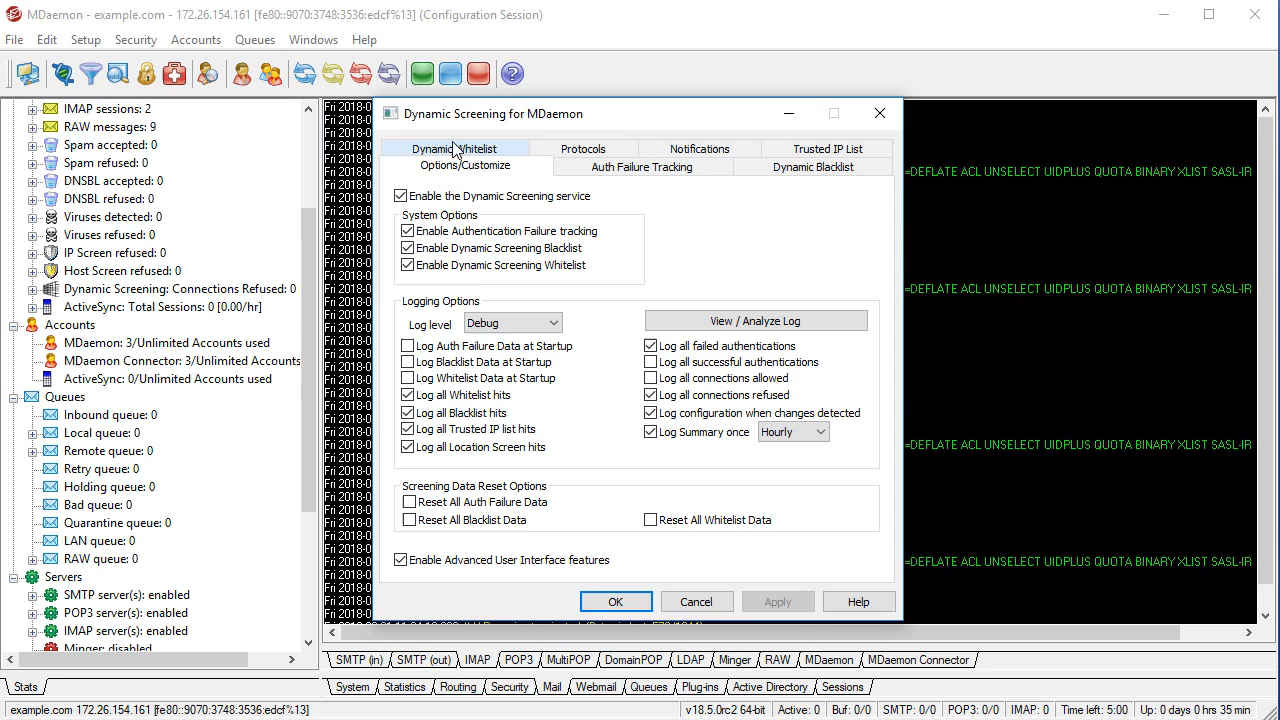 MDaemon - example.com - 172.26.154.161 [fe80::9070:3748:3536:edcf%13] (Configuration Session)
File Edit Setup Security Accounts Queues Windows Help
IMAP sessions: 2
RAW messages: 9
Spam accepted: 0
Spam refused: 0
DNSBL accepted: 0
DNSBL refused: 0
Viruses detected: 0
Viruses refused: 0
IP Screen refused: 0
Host Screen refused: 0
Dynamic Screening: Connections Refused: 0
ActiveSync: Total Sessions: 0 [0.00/hr]
Accounts
MDaemon: 3/Unlimited Accounts used
MDaemon Connector: 3/Unlimited Accounts
ActiveSync: 0/Unlimited Accounts used
Queues
Inbound queue: 0
Local queue: 0
Remote queue: 0
Retry queue: 0
Holding queue: 0
Bad queue: 0
Quarantine queue: 0
LAN queue: 0
RAW queue: 0
Servers
SMTP server(s): enabled
POP3 server(s): enabled
IMAP server(s): enabled
Minger: disabled
Dynamic Screening for MDaemon
Dynamic Whitelist Protocols Notifications Trusted IP List
Options/Customize Auth Failure Tracking Dynamic Blacklist
Enable the Dynamic Screening service
System Options
Enable Authentication Failure tracking
Enable Dynamic Screening Blacklist
Enable Dynamic Screening Whitelist
Logging Options
Log level Debug View / Analyze Log
Log Auth Failure Data at Startup
Log Blacklist Data at Startup
Log Whitelist Data at Startup
Log all Whitelist hits
Log all Blacklist hits
Log all Trusted IP list hits
Log all Location Screen hits
Log all failed authentications
Log all successful authentications
Log all connections allowed
Log all connections refused
Log configuration when changes detected
Log Summary once Hourly
Screening Data Reset Options
Reset All Auth Failure Data
Reset All Blacklist Data Reset All Whitelist Data
Enable Advanced User Interface features
OK Cancel Apply Help
=DEFLATE ACL UNSELECT UIDPLUS QUOTA BINARY XLIST SASL-IR
=DEFLATE ACL UNSELECT UIDPLUS QUOTA BINARY XLIST SASL-IR
=DEFLATE ACL UNSELECT UIDPLUS QUOTA BINARY XLIST SASL-IR
=DEFLATE ACL UNSELECT UIDPLUS QUOTA BINARY XLIST SASL-IR
SMTP (in) SMTP (out) IMAP POP3 MultiPOP DomainPOP LDAP Minger RAW MDaemon MDaemon Connector
Stats System Statistics Routing Security Mail Webmail Queues Plug-ins Active Directory Sessions
example.com 172.26.154.161 [fe80::9070:3748:3536:edcf%13] v18.5.0rc2 64-bit Active: 0 Buf: 0/0 SMTP: 0/0 POP3: 0/0 IMAP: 0 Time left: 5:00 Up: 0 days 0 hrs 35 min